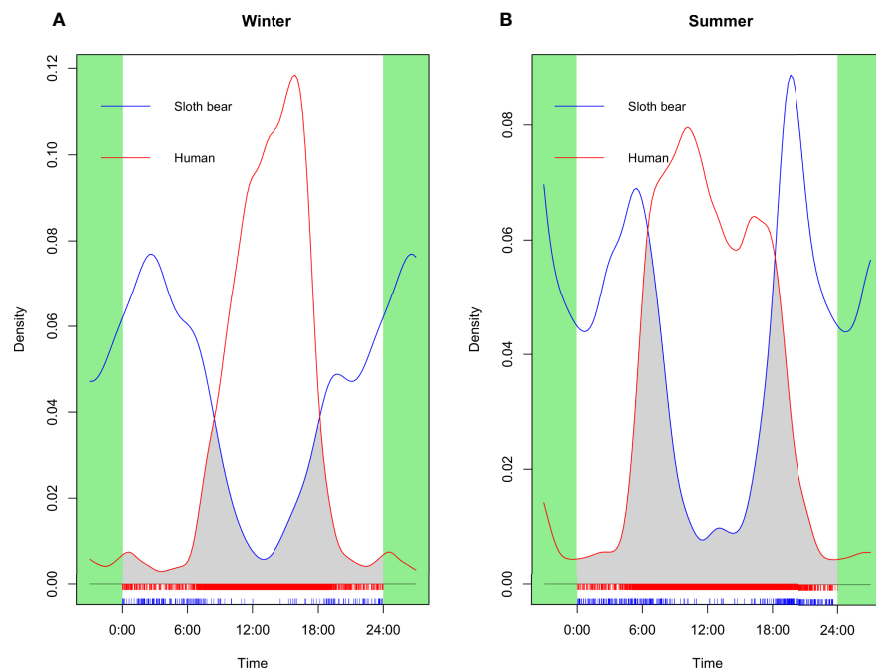 A
Winter
0.12
0.10
0.08
0.06
0.04
0.02
0.00
Density
Sloth bear
Human
0:00 6:00 12:00 18:00 24:00
Time
B
Summer
0.08
0.06
0.04
0.02
0.00
Density
Sloth bear
Human
0:00 6:00 12:00 18:00 24:00
Time